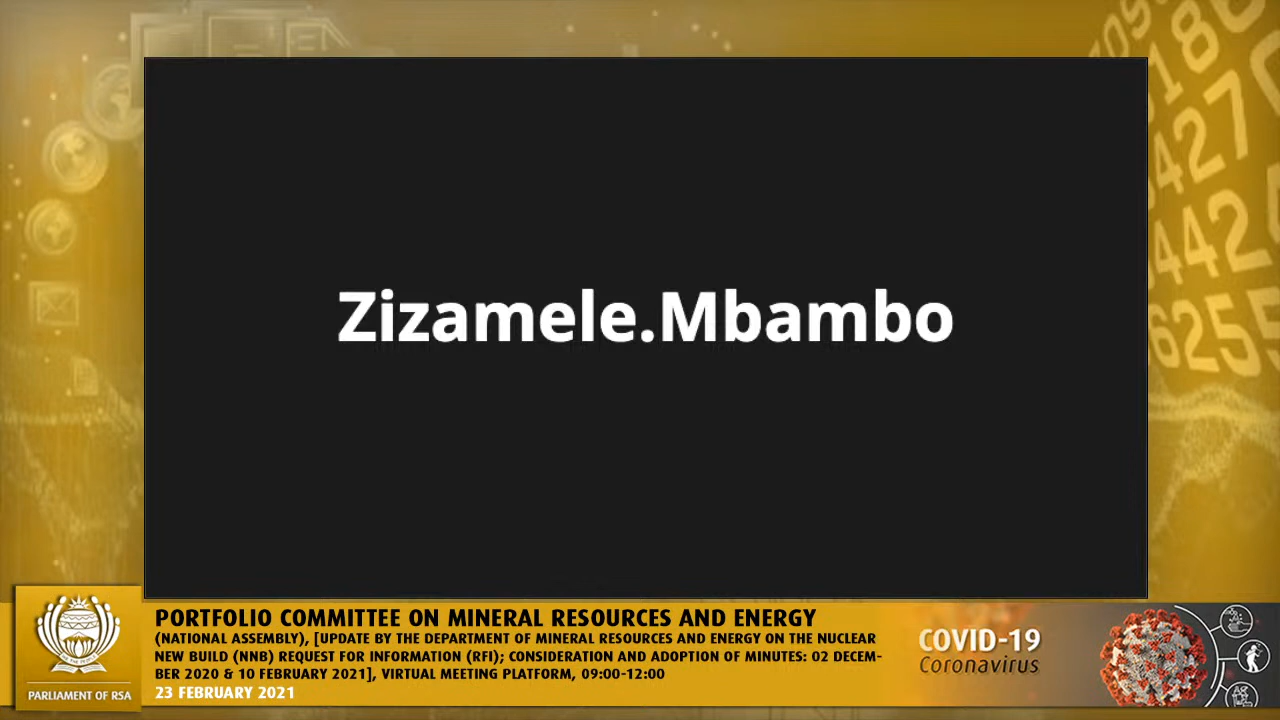 Zizamele.Mbambo
PORTFOLIO COMMITTEE ON MINERAL RESOURCES AND ENERGY
(NATIONAL ASSEMBLY), [UPDATE BY THE DEPARTMENT OF MINERAL RESOURCES AND ENERGY ON THE NUCLEAR
NEW BUILD (NNB) REQUEST FOR INFORMATION (RFI); CONSIDERATION AND ADOPTION OF MINUTES: 02 DECEM-
BER 2020 & 10 FEBRUARY 2021], VIRTUAL MEETING PLATFORM, 09:00-12:00
23 FEBRUARY 2021
PARLIAMENT OF RSA
COVID-19
Coronavirus